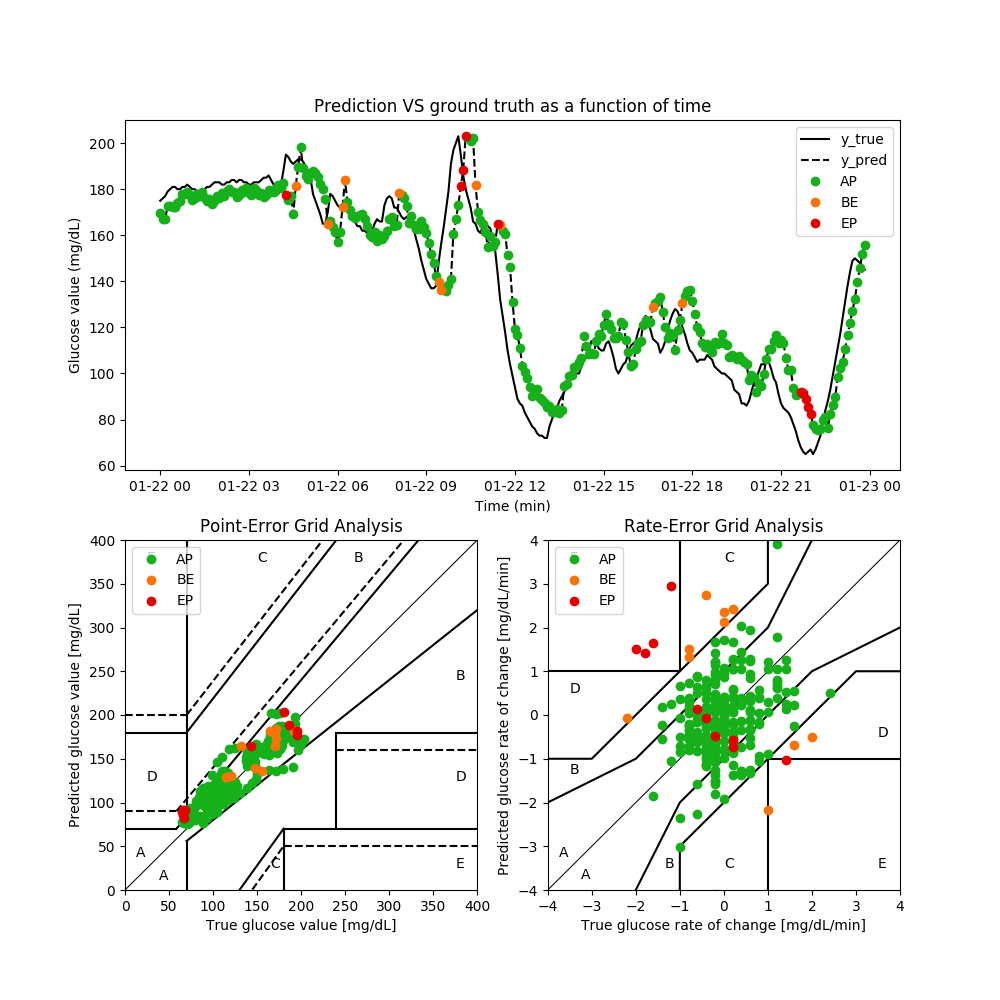 Prediction VS ground truth as a function of time
Glucose value (mg/dL)
200
180
160
140
120
100
80
60
y_true
y_pred
AP
BE
EP
01-22 00 01-22 03 01-22 06 01-22 09 01-22 12 01-22 15 01-22 18 01-22 21 01-23 00
Time (min)
Point-Error Grid Analysis
Predicted glucose value [mg/dL]
400
350
300
250
200
150
100
50
0
AP
BE
EP
C
B
B
D
D
A
A
C
E
0 50 100 150 200 250 300 350 400
True glucose value [mg/dL]
Rate-Error Grid Analysis
Predicted glucose rate of change [mg/dL/min]
4
3
2
1
0
−1
−2
−3
−4
AP
BE
EP
C
D
D
B
A
A
B
C
E
−4 −3 −2 −1 0 1 2 3 4
True glucose rate of change [mg/dL/min]